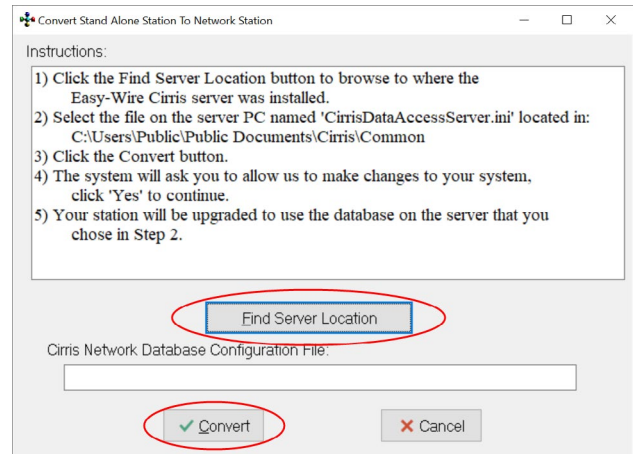 Convert Stand Alone Station To Network Station
Instructions:
1) Click the Find Server Location button to browse to where the
Easy-Wire Cirris server was installed.
2) Select the file on the server PC named 'CirrisDataAccessServer.ini' located in:
C:\Users\Public\Public Documents\Cirris\Common
3) Click the Convert button.
4) The system will ask you to allow us to make changes to your system,
click 'Yes' to continue.
5) Your station will be upgraded to use the database on the server that you
chose in Step 2.
Find Server Location
Cirris Network Database Configuration File:
Convert
Cancel